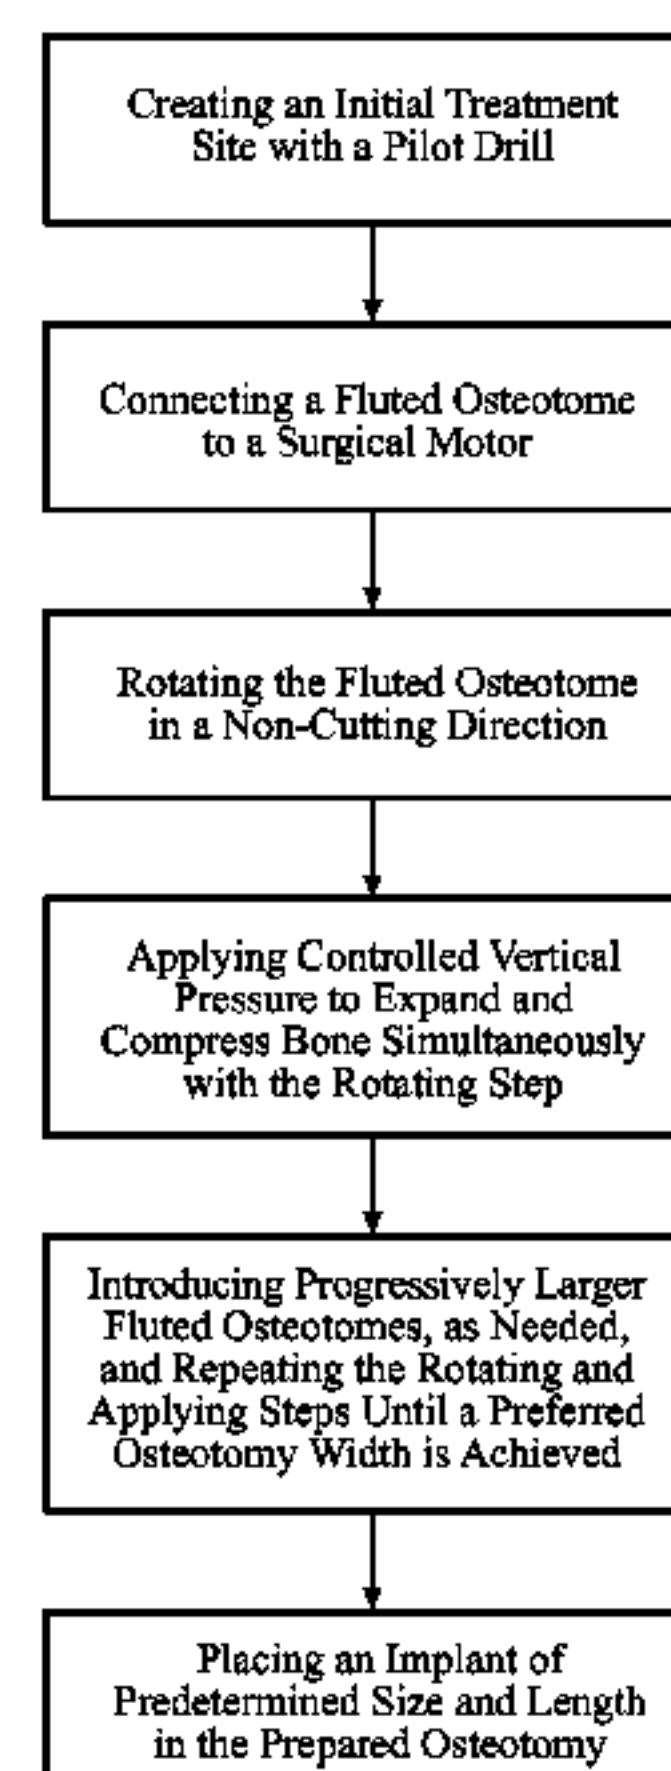 Creating an Initial Treatment
Site with a Pilot Drill
Connecting a Fluted Osteotome
to a Surgical Motor
Rotating the Fluted Osteotome
in a Non-Cutting Direction
Applying Controlled Vertical
Pressure to Expand and
Compress Bone Simultaneously
with the Rotating Step
Introducing Progressively Larger
Fluted Osteotomes, as Needed,
and Repeating the Rotating and
Applying Steps Until a Preferred
Osteotomy Width is Achieved
Placing an Implant of
Predetermined Size and Length
in the Prepared Osteotomy